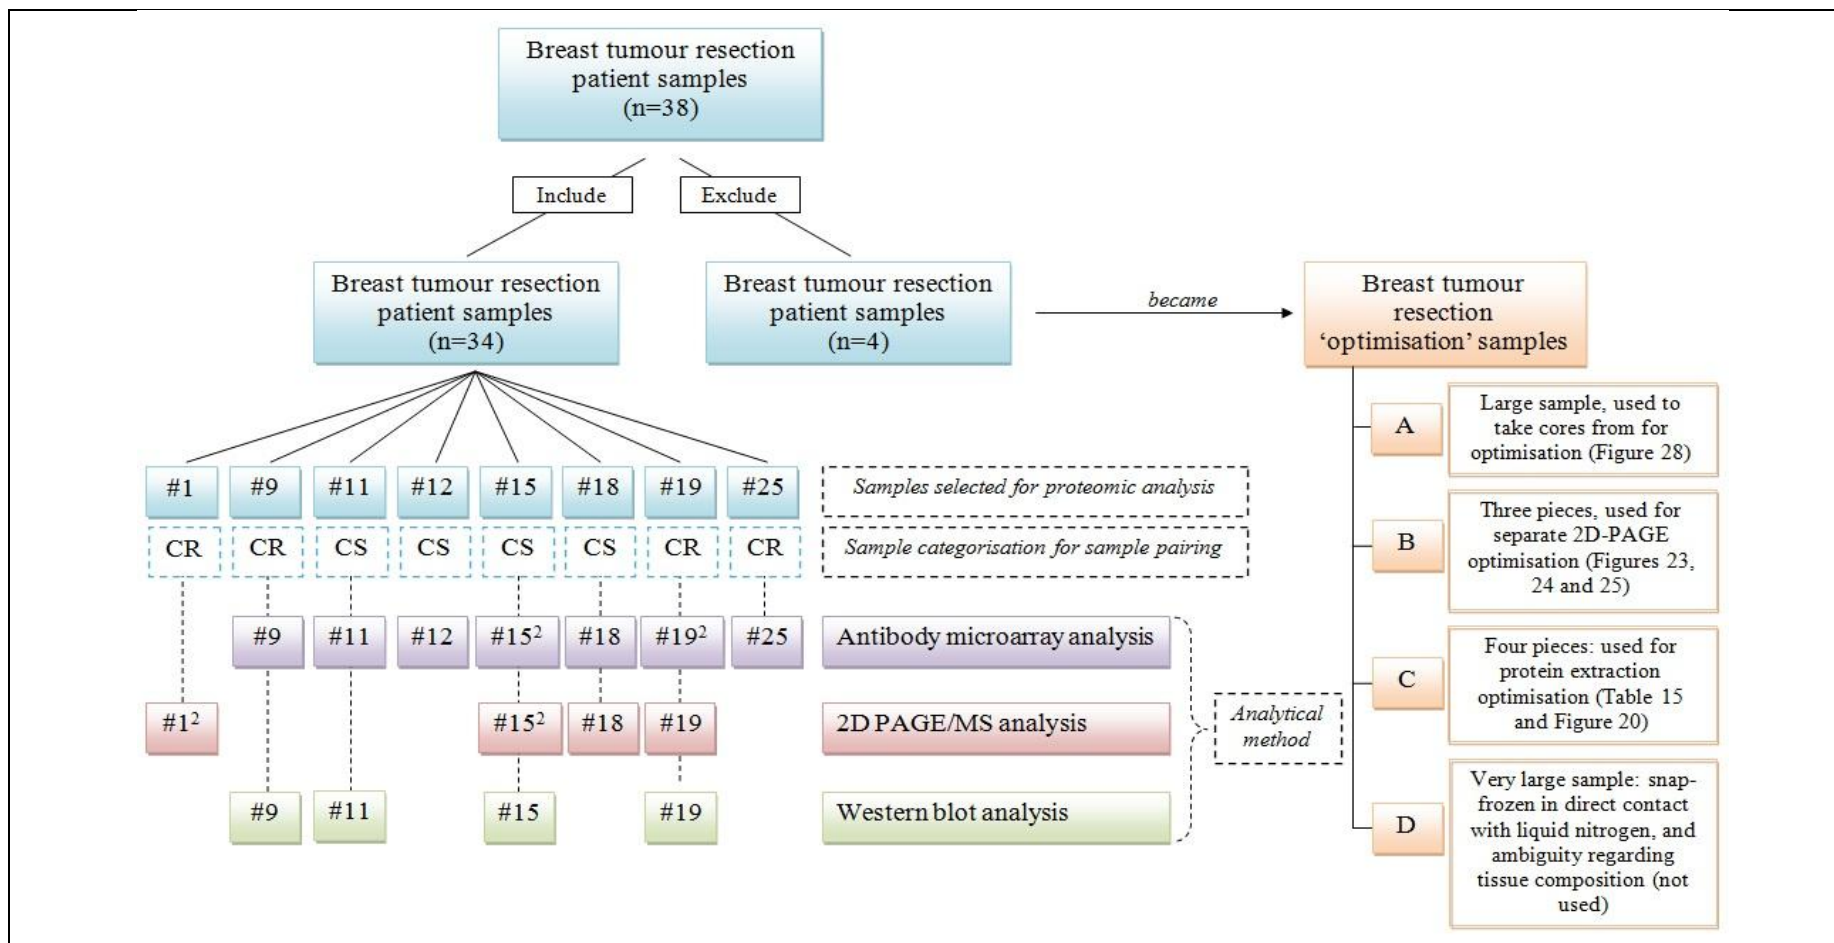 Breast tumour resection
patient samples
(n=38)
Include
Exclude
Breast tumour resection
patient samples
(n=34)
Breast tumour resection
patient samples
(n=4)
became
Breast tumour
resection
‘optimisation’ samples
#1 #9 #11 #12 #15 #18 #19 #25
Samples selected for proteomic analysis
CR CR CS CS CS CS CR CR
Sample categorisation for sample pairing
#9 #11 #12 #15² #18 #19² #25
Antibody microarray analysis
#1² #15² #18 #19
2D PAGE/MS analysis
#9 #11 #15 #19
Western blot analysis
Analytical
method
A
Large sample, used to
take cores from for
optimisation (Figure 28)
B
Three pieces, used for
separate 2D-PAGE
optimisation (Figures 23,
24 and 25)
C
Four pieces: used for
protein extraction
optimisation (Table 15
and Figure 20)
D
Very large sample: snap-
frozen in direct contact
with liquid nitrogen, and
ambiguity regarding
tissue composition (not
used)